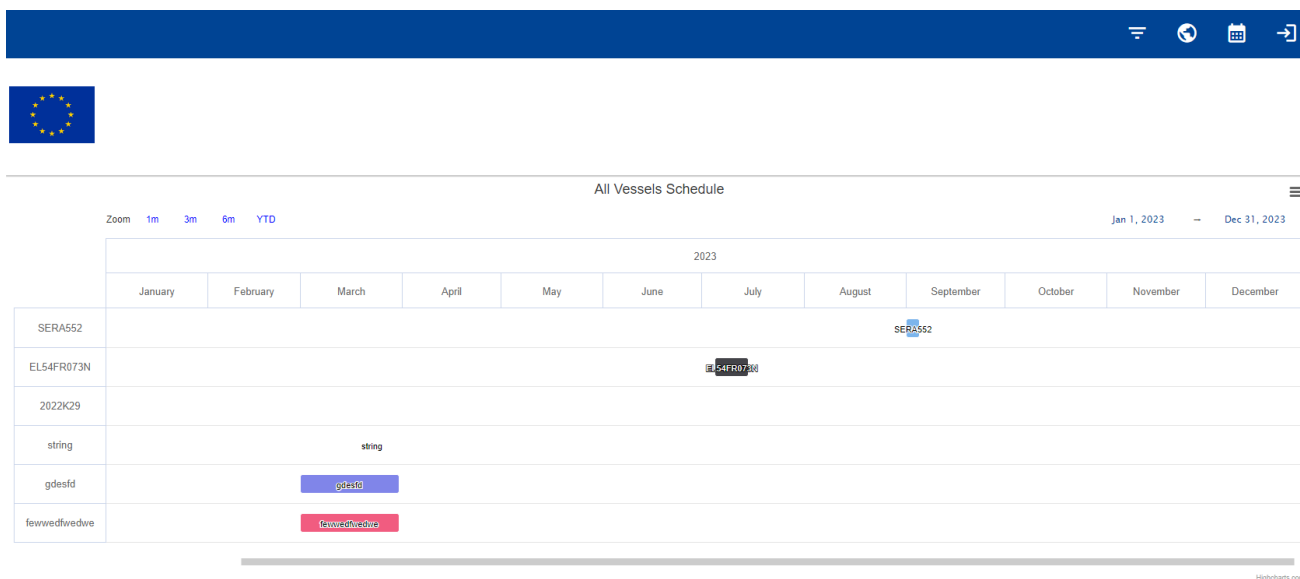 All Vessels Schedule
Zoom 1m 3m 6m YTD Jan 1, 2023 → Dec 31, 2023
2023
January February March April May June July August September October November December
SERA552 SERA552
EL54FR073N EL54FR073N
2022K29
string string
gdesfd gdesfd
fewwedfwedwe fewwedfwedwe